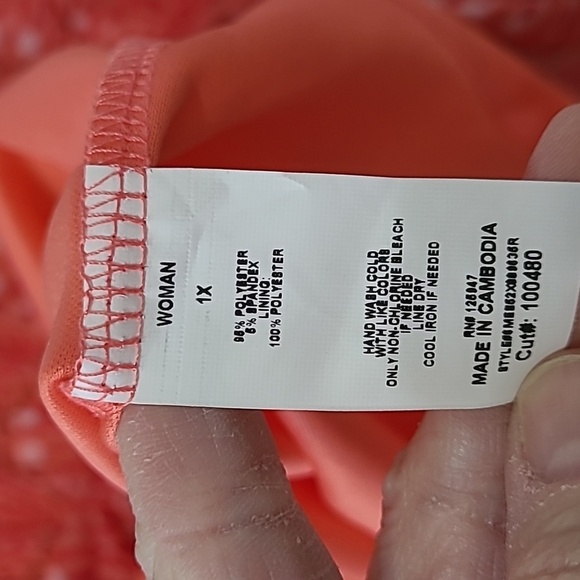 WOMAN
1X
95% POLYESTER
5% SPANDEX
LINING:
100% POLYESTER
HAND WASH COLD
WITH LIKE COLORS
ONLY NON-CHLORINE BLEACH
IF NEEDED
LINE DRY
COOL IRON IF NEEDED
RN# 128947
MADE IN CAMBODIA
Cut#: 100480